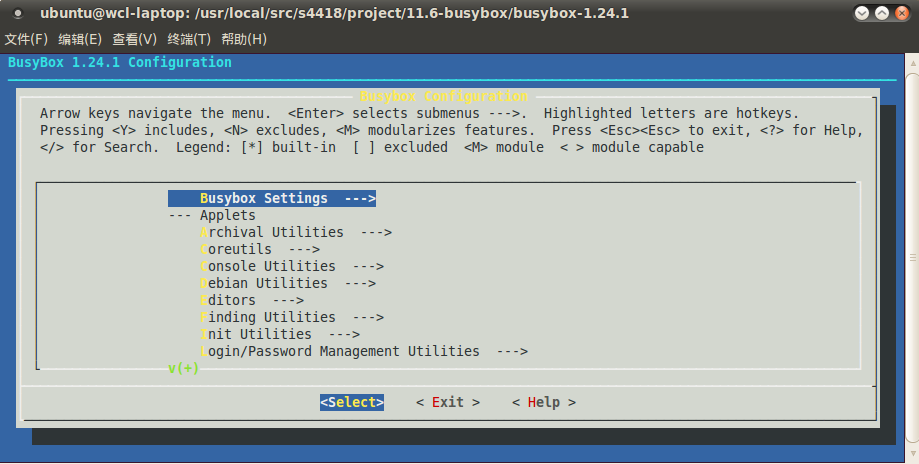 ubuntu@wcl-laptop: /usr/local/src/s4418/project/11.6-busybox/busybox-1.24.1
文件(F) 编辑(E) 查看(V) 终端(T) 帮助(H)
BusyBox 1.24.1 Configuration
Busybox Configuration
Arrow keys navigate the menu. <Enter> selects submenus --->. Highlighted letters are hotkeys.
Pressing <Y> includes, <N> excludes, <M> modularizes features. Press <Esc><Esc> to exit, <?> for Help,
</> for Search. Legend: [*] built-in [ ] excluded <M> module < > module capable
Busybox Settings --->
--- Applets
Archival Utilities --->
Coreutils --->
Console Utilities --->
Debian Utilities --->
Editors --->
Finding Utilities --->
Init Utilities --->
Login/Password Management Utilities --->
v(+)
<Select> < Exit > < Help >